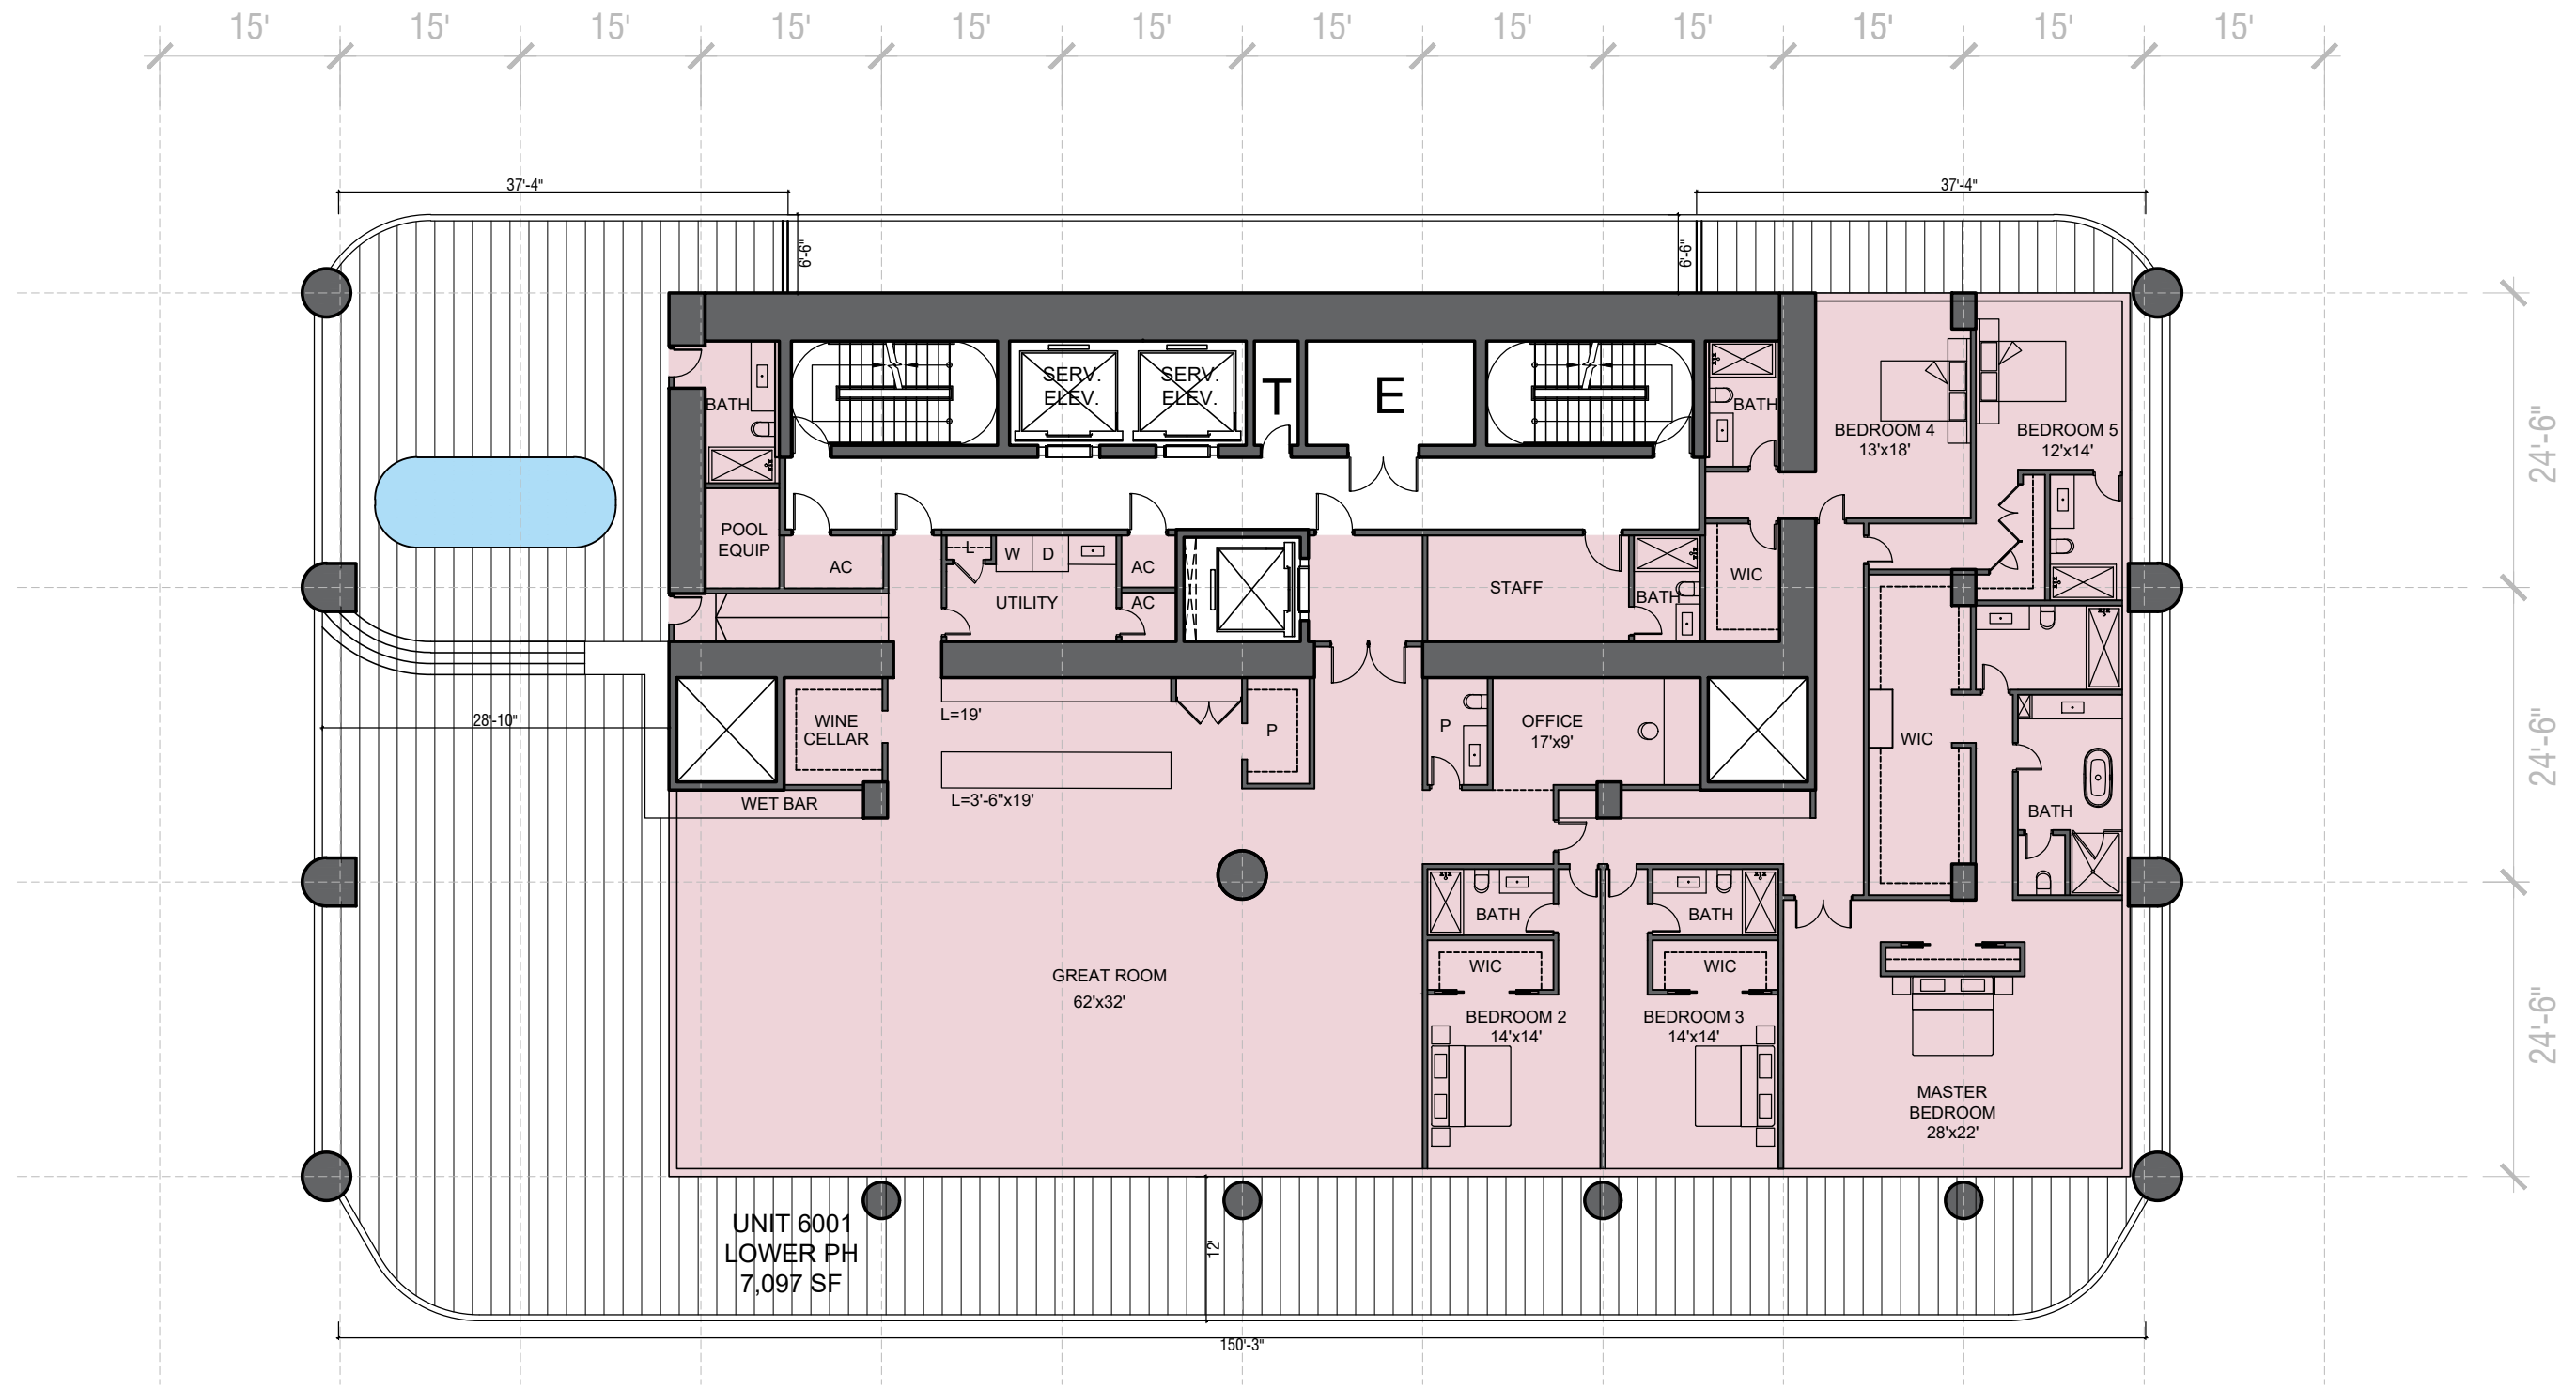 15' 15' 15' 15' 15' 15' 15' 15' 15' 15' 15' 15'
37'-4" 37'-4"
6'-6" 6'-6"
SERV.
ELEV.
SERV.
ELEV.
T
E
BATH
BATH
BEDROOM 4
13'x18'
BEDROOM 5
12'x14'
24'-6"
POOL
EQUIP
AC
L
W
D
AC
UTILITY
AC
STAFF
BATH
WIC
28'-10"
WINE
CELLAR
L=19'
P
P
OFFICE
17'x9'
WIC
24'-6"
WET BAR
L=3'-6"x19'
BATH
BATH
BATH
GREAT ROOM
62'x32'
WIC
WIC
BEDROOM 2
14'x14'
BEDROOM 3
14'x14'
24'-6"
MASTER
BEDROOM
28'x22'
UNIT 6001
LOWER PH
7,097 SF
12'
150'-3"